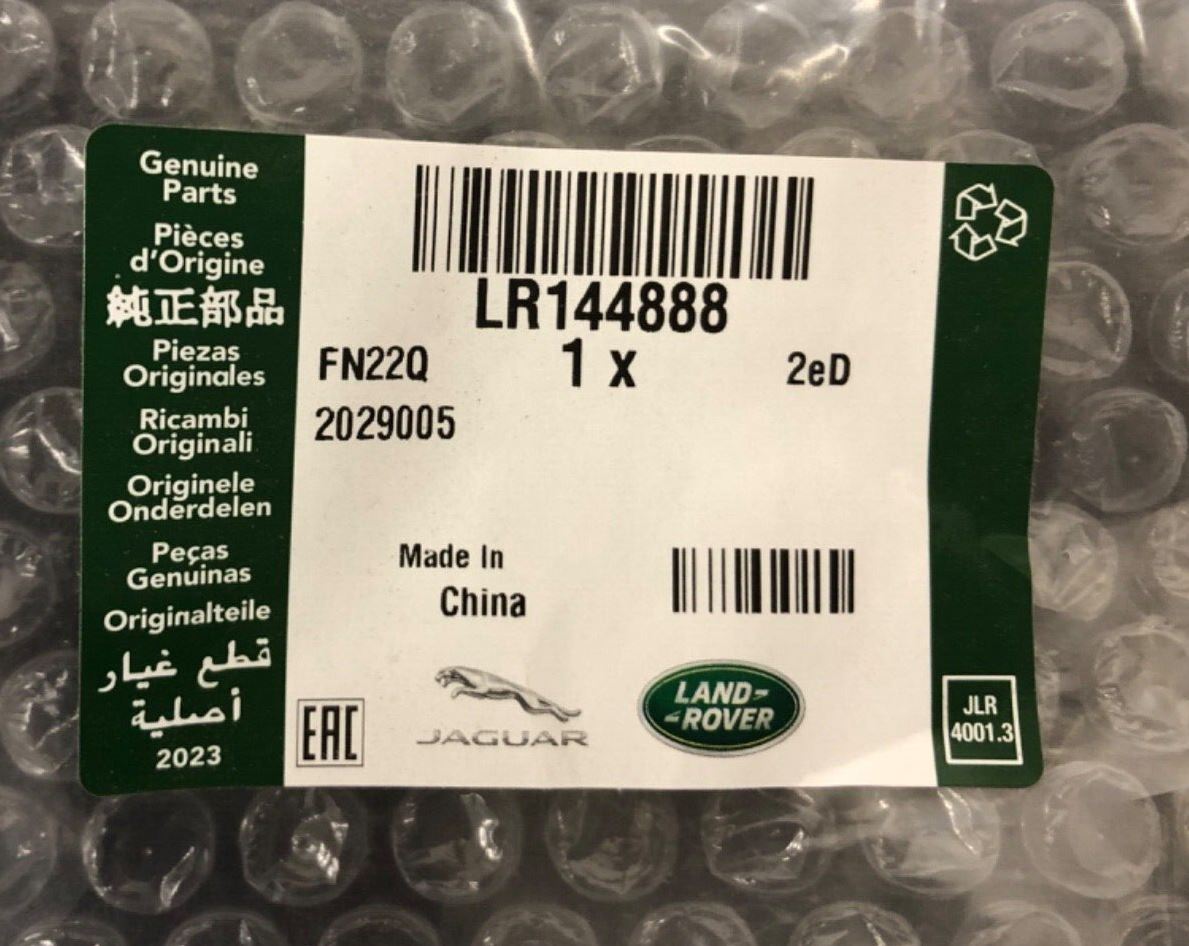 Genuine
Parts
Pièces
d'Origine
純正部品
Piezas
Originales
Ricambi
Originali
Originele
Onderdelen
Peças
Genuinas
Originalteile
قطع غيار
أصلية
2023
LR144888
FN22Q 1 x 2eD
2029005
Made In
China
EAC
JAGUAR
LAND-
-ROVER
JLR
4001.3